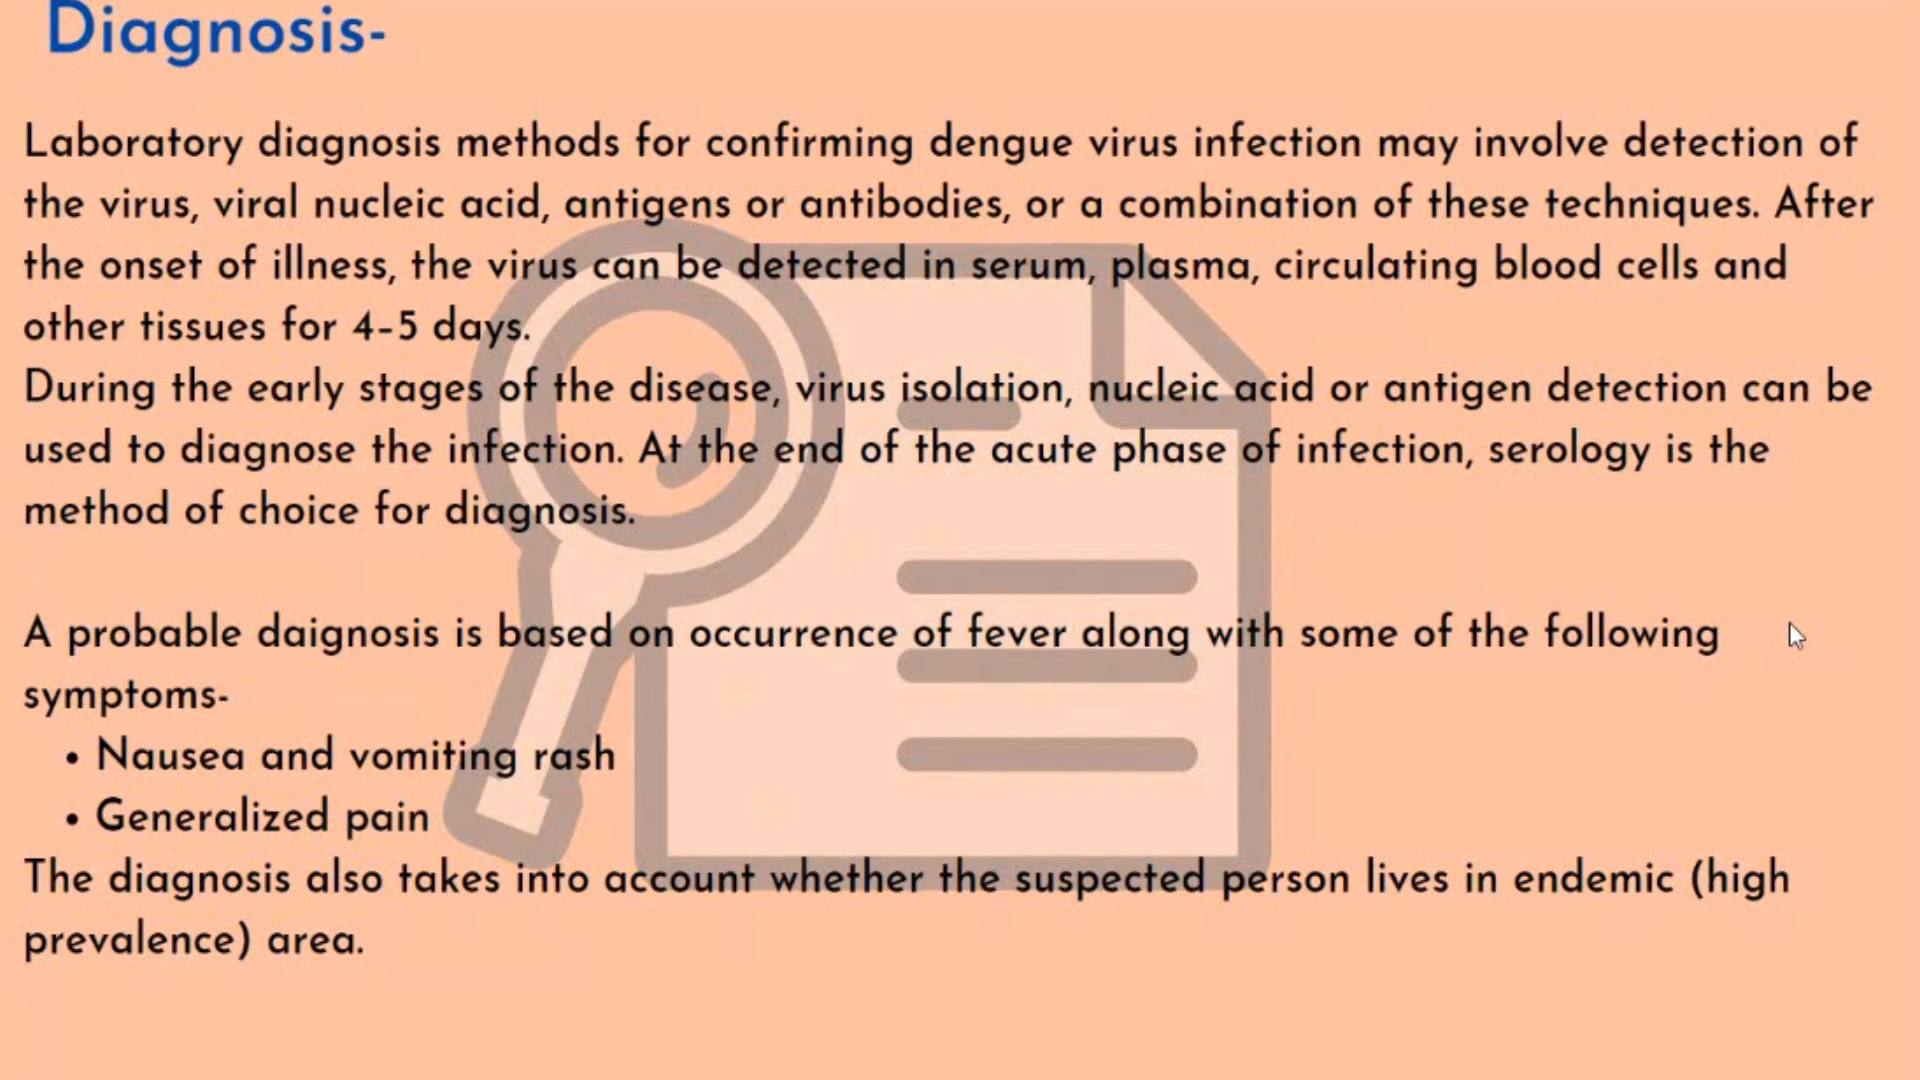 Diagnosis-
Laboratory diagnosis methods for confirming dengue virus infection may involve detection of
the virus, viral nucleic acid, antigens or antibodies, or a combination of these techniques. After
the onset of illness, the virus can be detected in serum, plasma, circulating blood cells and
other tissues for 4-5 days.
During the early stages of the disease, virus isolation, nucleic acid or antigen detection can be
used to diagnose the infection. At the end of the acute phase of infection, serology is the
method of choice for diagnosis.
A probable daignosis is based on occurrence of fever along with some of the following
symptoms-
• Nausea and vomiting rash
• Generalized pain
The diagnosis also takes into account whether the suspected person lives in endemic (high
prevalence) area.